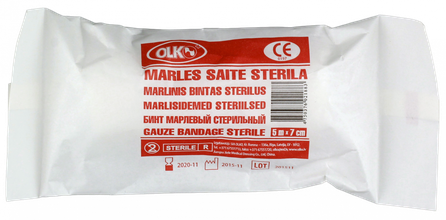 OLK
CE
MARLES SAITE STERILA
MARLINIS BINTAS STERILUS
MARLISIDEMED STERIILSED
БИНТ МАРЛЕВЫЙ СТЕРИЛЬНЫЙ
GAUZE BANDAGE STERILE
5 m × 7 cm
2 STERILE R
2020-11
2015-11
LOT